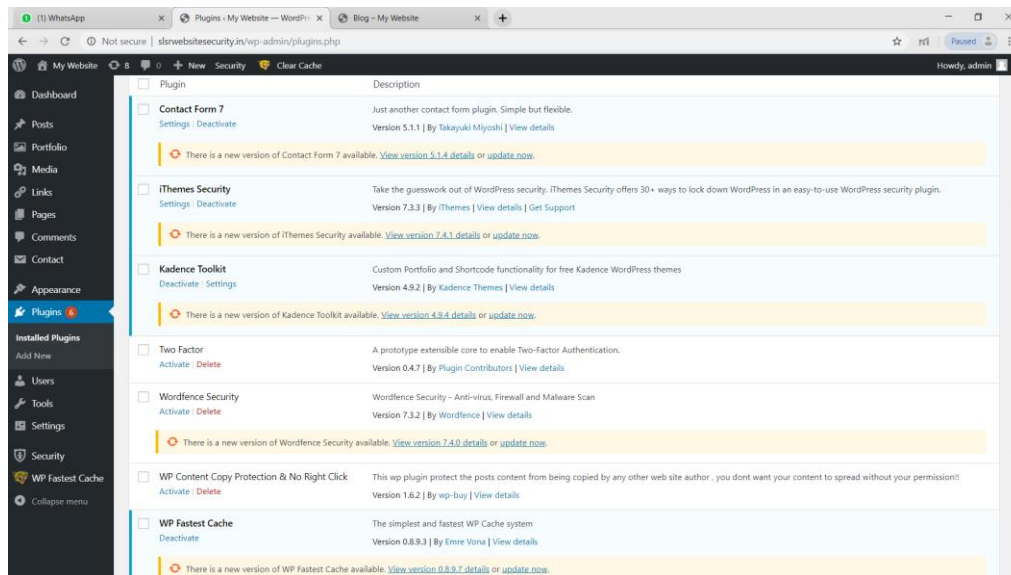 (1) WhatsApp
Plugins ‹ My Website — WordPr
Blog – My Website
Not secure | slsrwebsitesecurity.in/wp-admin/plugins.php
Paused
My Website 8 0 + New Security Clear Cache
Howdy, admin
Dashboard
Posts
Portfolio
Media
Links
Pages
Comments
Contact
Appearance
Plugins 6
Installed Plugins
Add New
Users
Tools
Settings
Security
WP Fastest Cache
Collapse menu
Plugin Description
Contact Form 7 Just another contact form plugin. Simple but flexible.
Settings | Deactivate Version 5.1.1 | By Takayuki Miyoshi | View details
There is a new version of Contact Form 7 available. View version 5.1.4 details or update now.
iThemes Security Take the guesswork out of WordPress security. iThemes Security offers 30+ ways to lock down WordPress in an easy-to-use WordPress security plugin.
Settings | Deactivate Version 7.3.3 | By iThemes | View details | Get Support
There is a new version of iThemes Security available. View version 7.4.1 details or update now.
Kadence Toolkit Custom Portfolio and Shortcode functionality for free Kadence WordPress themes
Deactivate | Settings Version 4.9.2 | By Kadence Themes | View details
There is a new version of Kadence Toolkit available. View version 4.9.4 details or update now.
Two Factor A prototype extensible core to enable Two-Factor Authentication.
Activate | Delete Version 0.4.7 | By Plugin Contributors | View details
Wordfence Security Wordfence Security - Anti-virus, Firewall and Malware Scan
Activate | Delete Version 7.3.2 | By Wordfence | View details
There is a new version of Wordfence Security available. View version 7.4.0 details or update now.
WP Content Copy Protection & No Right Click This wp plugin protect the posts content from being copied by any other web site author , you dont want your content to spread without your permission!!
Activate | Delete Version 1.6.2 | By wp-buy | View details
WP Fastest Cache The simplest and fastest WP Cache system
Deactivate Version 0.8.9.3 | By Emre Vona | View details
There is a new version of WP Fastest Cache available. View version 0.8.9.7 details or update now.